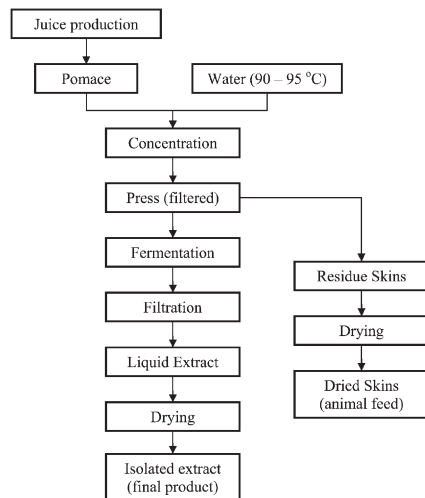 Juice production
Pomace
Water (90 – 95 °C)
Concentration
Press (filtered)
Fermentation
Residue Skins
Filtration
Drying
Liquid Extract
Dried Skins
(animal feed)
Drying
Isolated extract
(final product)